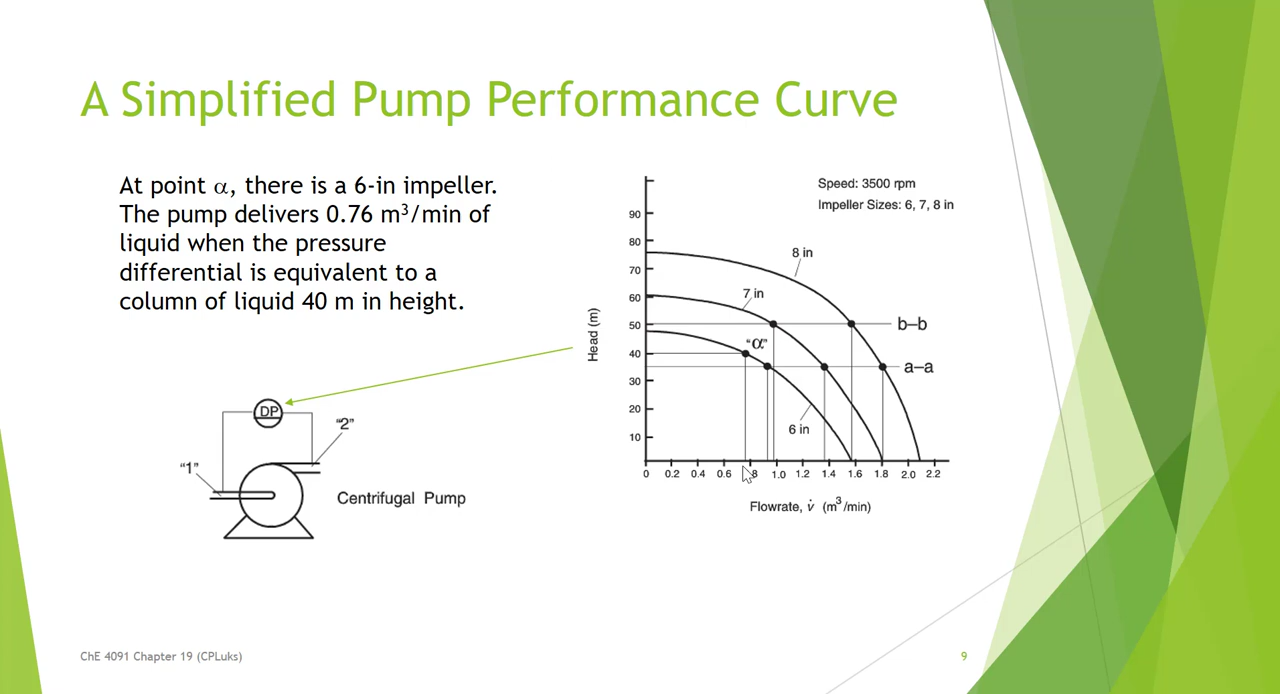 A Simplified Pump Performance Curve
At point α, there is a 6-in impeller.
The pump delivers 0.76 m³/min of
liquid when the pressure
differential is equivalent to a
column of liquid 40 m in height.
DP
"1"
"2"
Centrifugal Pump
Speed: 3500 rpm
Impeller Sizes: 6, 7, 8 in
Head (m)
90
80
70
60
50
40
30
20
10
8 in
7 in
b–b
"α"
a–a
6 in
0 0.2 0.4 0.6 8 1.0 1.2 1.4 1.6 1.8 2.0 2.2
Flowrate, v̇ (m³/min)
ChE 4091 Chapter 19 (CPLuks)
9